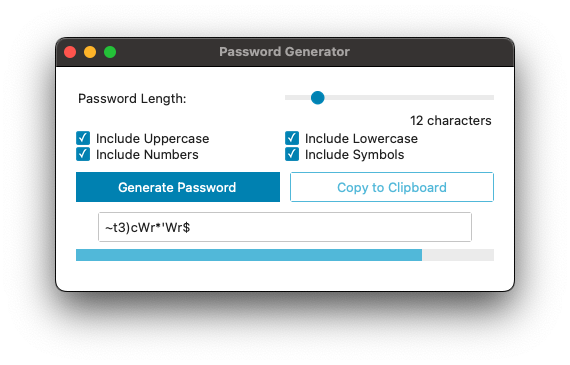 Password Generator
Password Length:
12 characters
Include Uppercase
Include Lowercase
Include Numbers
Include Symbols
Generate Password
Copy to Clipboard
~t3)cWr*'Wr$